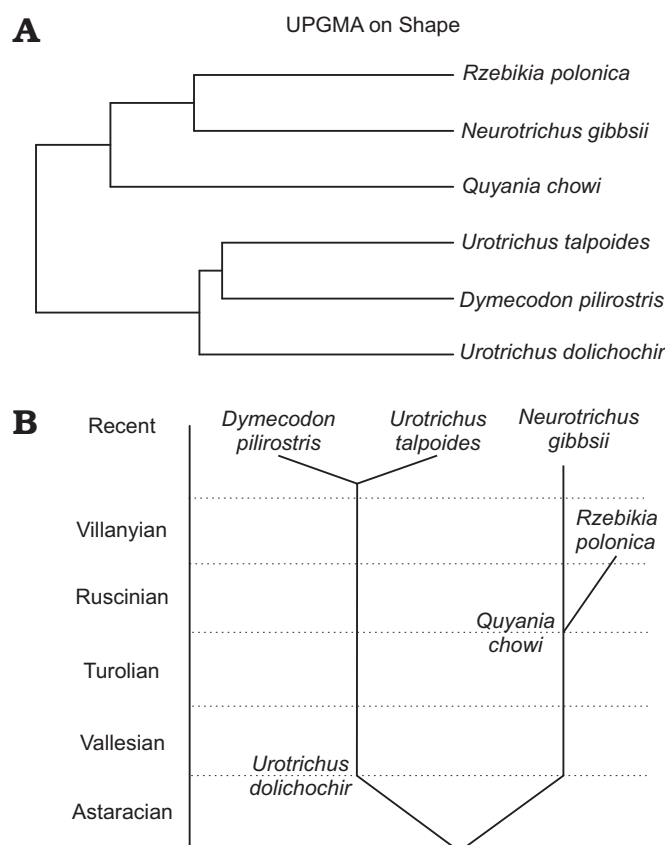 A
UPGMA on Shape
Rzebikia polonica
Neurotrichus gibbsii
Quyania chowi
Urotrichus talpoides
Dymecodon pilirostris
Urotrichus dolichochir
B
Recent
Dymecodon
pilirostris
Urotrichus
talpoides
Neurotrichus
gibbsii
Villanyian
Rzebikia
polonica
Ruscinian
Quyania
chowi
Turolian
Vallesian
Urotrichus
dolichochir
Astaracian